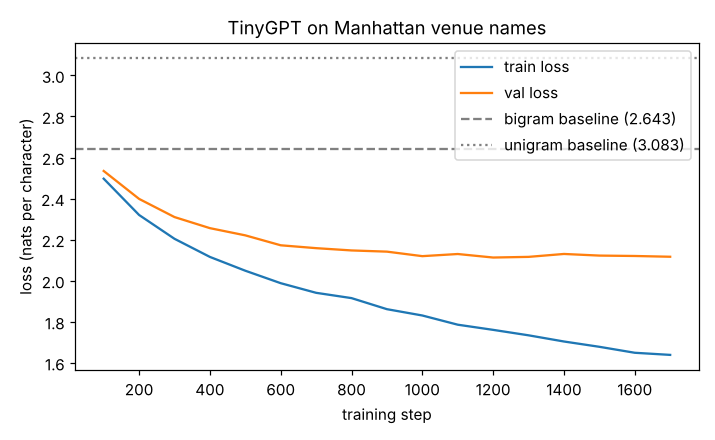 TinyGPT on Manhattan venue names
train loss
val loss
bigram baseline (2.643)
unigram baseline (3.083)
loss (nats per character)
3.0
2.8
2.6
2.4
2.2
2.0
1.8
1.6
200 400 600 800 1000 1200 1400 1600
training step